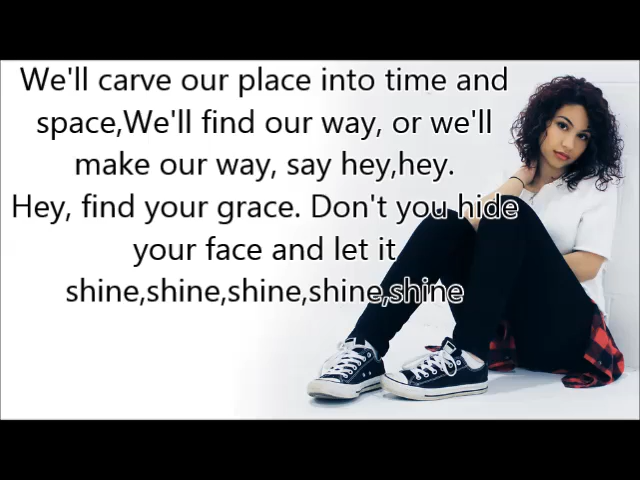 We'll carve our place into time and
space,We'll find our way, or we'll
make our way, say hey,hey.
Hey, find your grace. Don't you hide
your face and let it
shine,shine,shine,shine,shine